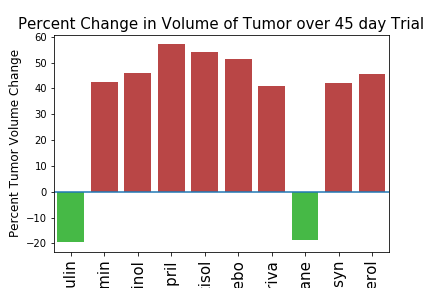 Percent Change in Volume of Tumor over 45 day Trial
Percent Tumor Volume Change
60
50
40
30
20
10
0
−10
−20
ulin
min
inol
pril
isol
ebo
riva
ane
syn
erol